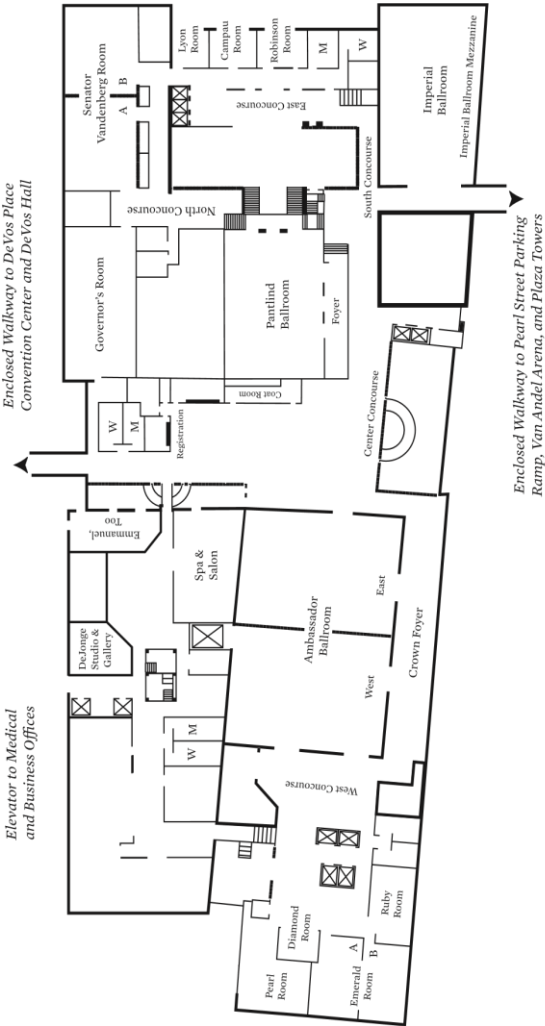 Enclosed Walkway to DeVos Place
Convention Center and DeVos Hall
Elevator to Medical
and Business Offices
Senator
Vandenberg Room
A
B
Lyon
Room
Campau
Room
Robinson
Room
M
W
East Concourse
Imperial
Ballroom
Imperial Ballroom Mezzanine
South Concourse
North Concourse
Governor's Room
Pantlind
Ballroom
Foyer
Coat Room
W
M
Registration
Center Concourse
Enclosed Walkway to Pearl Street Parking
Ramp, Van Andel Arena, and Plaza Towers
Emmanuel,
Too
Spa &
Salon
DeJonge
Studio &
Gallery
Ambassador
Ballroom
East
West
Crown Foyer
M
W
West Concourse
Diamond
Room
Pearl
Room
Emerald
Room
A
B
Ruby
Room